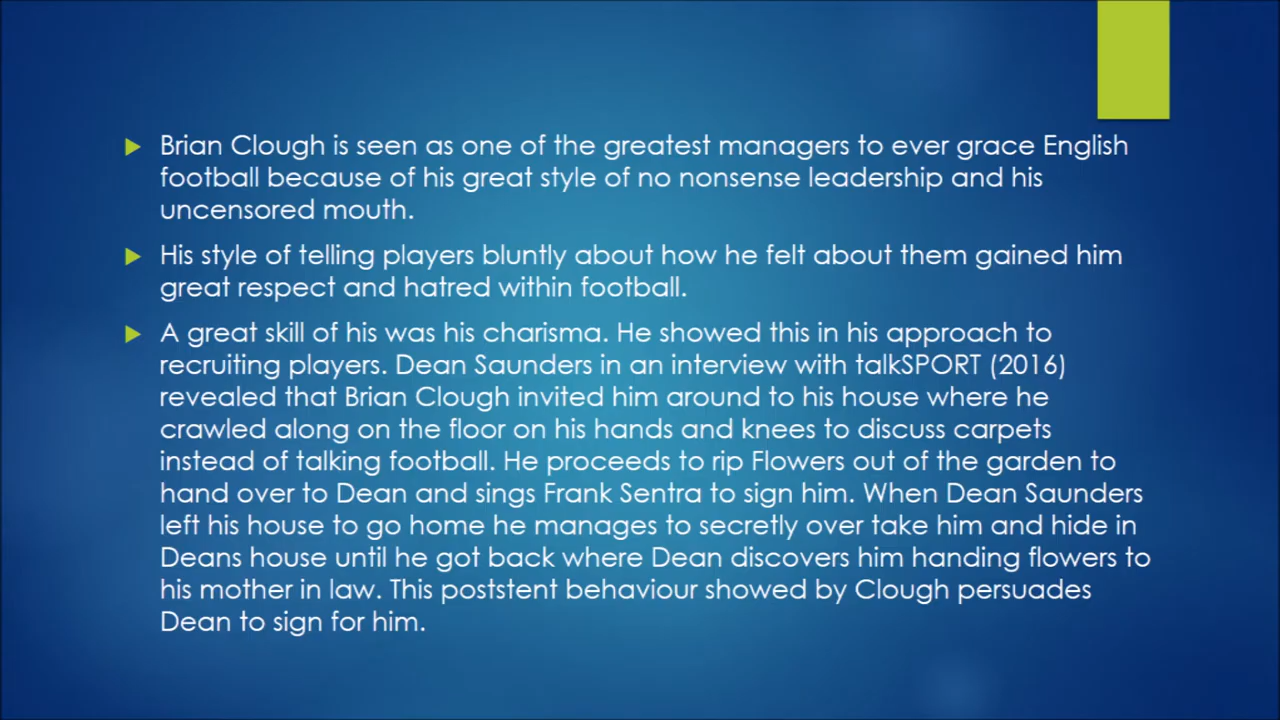 Brian Clough is seen as one of the greatest managers to ever grace English
football because of his great style of no nonsense leadership and his
uncensored mouth.
His style of telling players bluntly about how he felt about them gained him
great respect and hatred within football.
A great skill of his was his charisma. He showed this in his approach to
recruiting players. Dean Saunders in an interview with talkSPORT (2016)
revealed that Brian Clough invited him around to his house where he
crawled along on the floor on his hands and knees to discuss carpets
instead of talking football. He proceeds to rip Flowers out of the garden to
hand over to Dean and sings Frank Sentra to sign him. When Dean Saunders
left his house to go home he manages to secretly over take him and hide in
Deans house until he got back where Dean discovers him handing flowers to
his mother in law. This poststent behaviour showed by Clough persuades
Dean to sign for him.